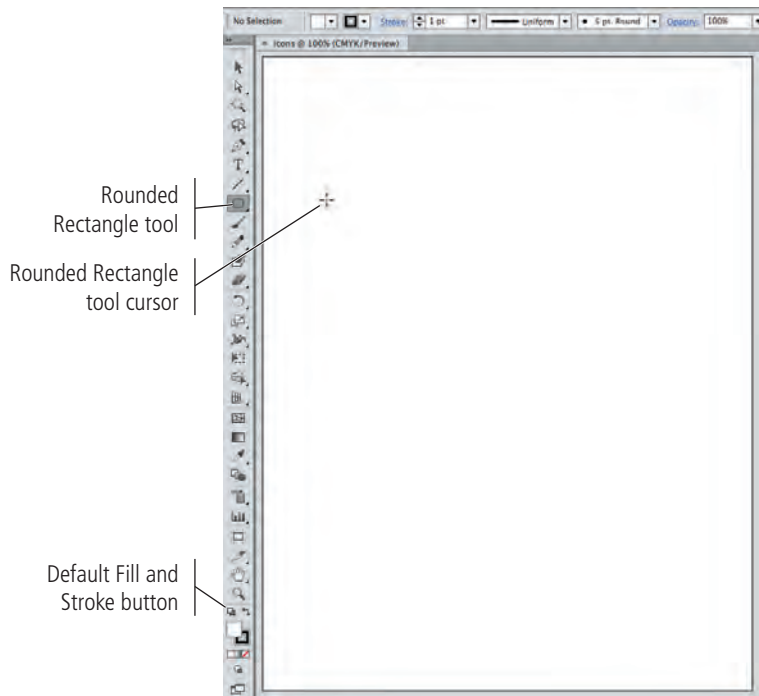 No Selection Stroke: 1 pt Uniform 5 pt. Round Opacity: 100%
Icons @ 100% (CMYK/Preview)
Rounded
Rectangle tool
Rounded Rectangle
tool cursor
Default Fill and
Stroke button